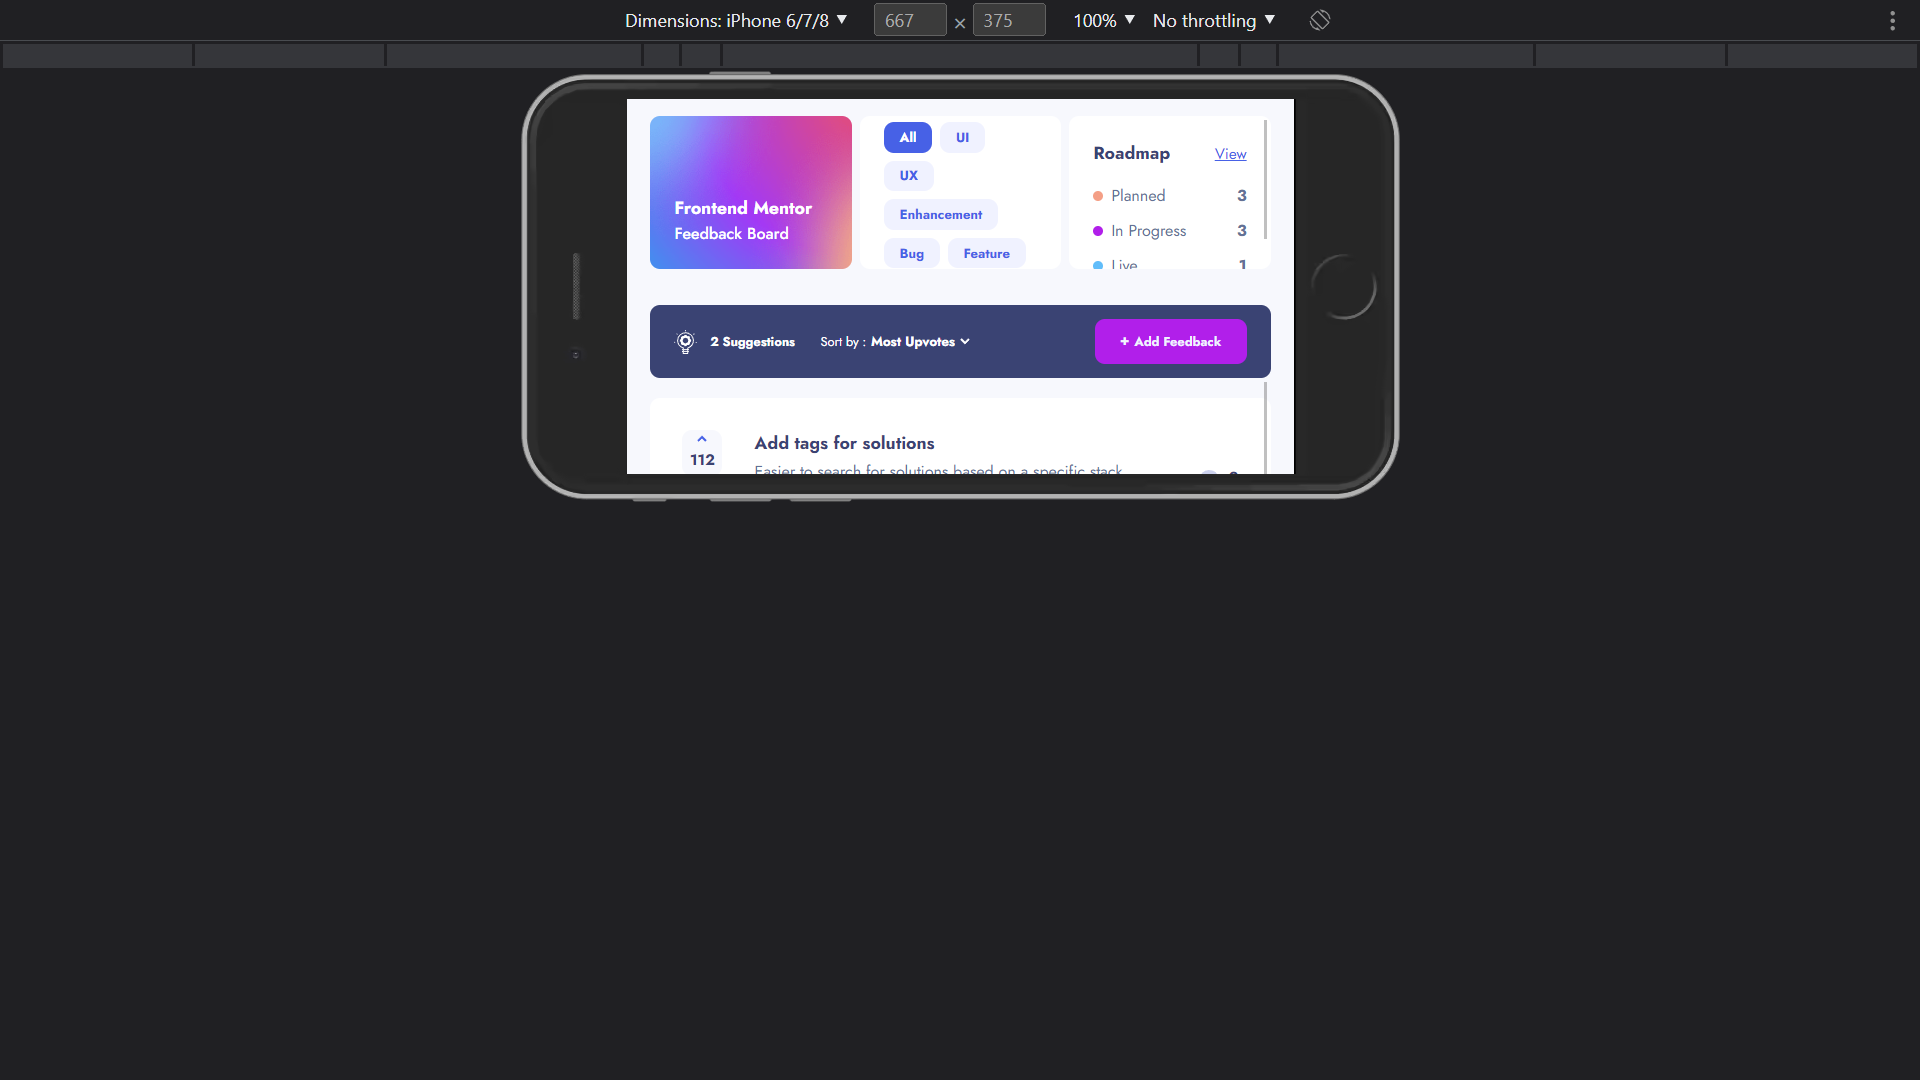 Dimensions: iPhone 6/7/8 ▼ 667 × 375 100% ▼ No throttling ▼
Frontend Mentor
Feedback Board
All UI
UX
Enhancement
Bug Feature
Roadmap View
Planned 3
In Progress 3
Live 1
2 Suggestions Sort by : Most Upvotes + Add Feedback
112
Add tags for solutions
Easier to search for solutions based on a specific stack.